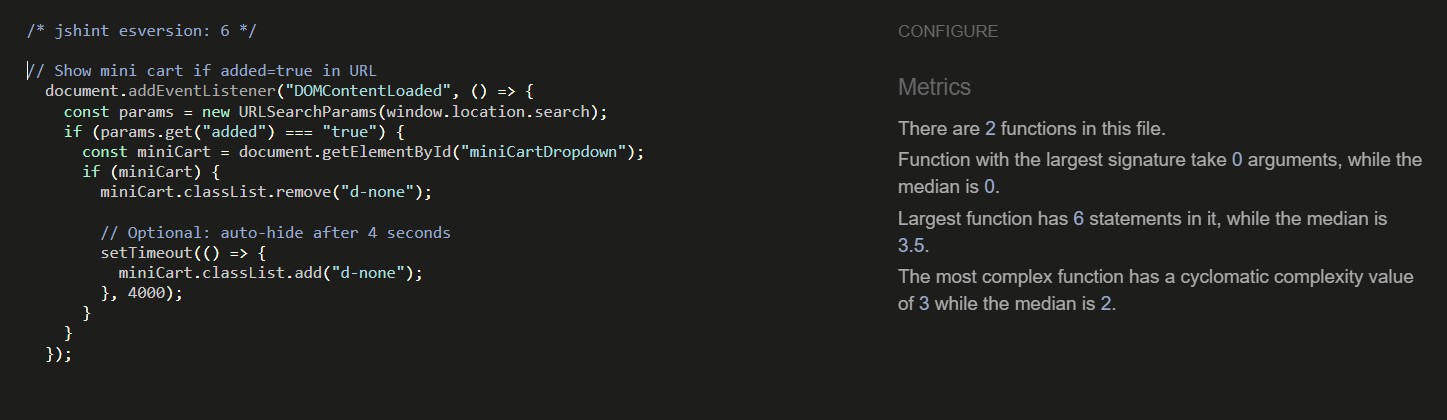 /* jshint esversion: 6 */
// Show mini cart if added=true in URL
document.addEventListener("DOMContentLoaded", () => {
const params = new URLSearchParams(window.location.search);
if (params.get("added") === "true") {
const miniCart = document.getElementById("miniCartDropdown");
if (miniCart) {
miniCart.classList.remove("d-none");
// Optional: auto-hide after 4 seconds
setTimeout(() => {
miniCart.classList.add("d-none");
}, 4000);
}
}
});
CONFIGURE
Metrics
There are 2 functions in this file.
Function with the largest signature take 0 arguments, while the
median is 0.
Largest function has 6 statements in it, while the median is
3.5.
The most complex function has a cyclomatic complexity value
of 3 while the median is 2.